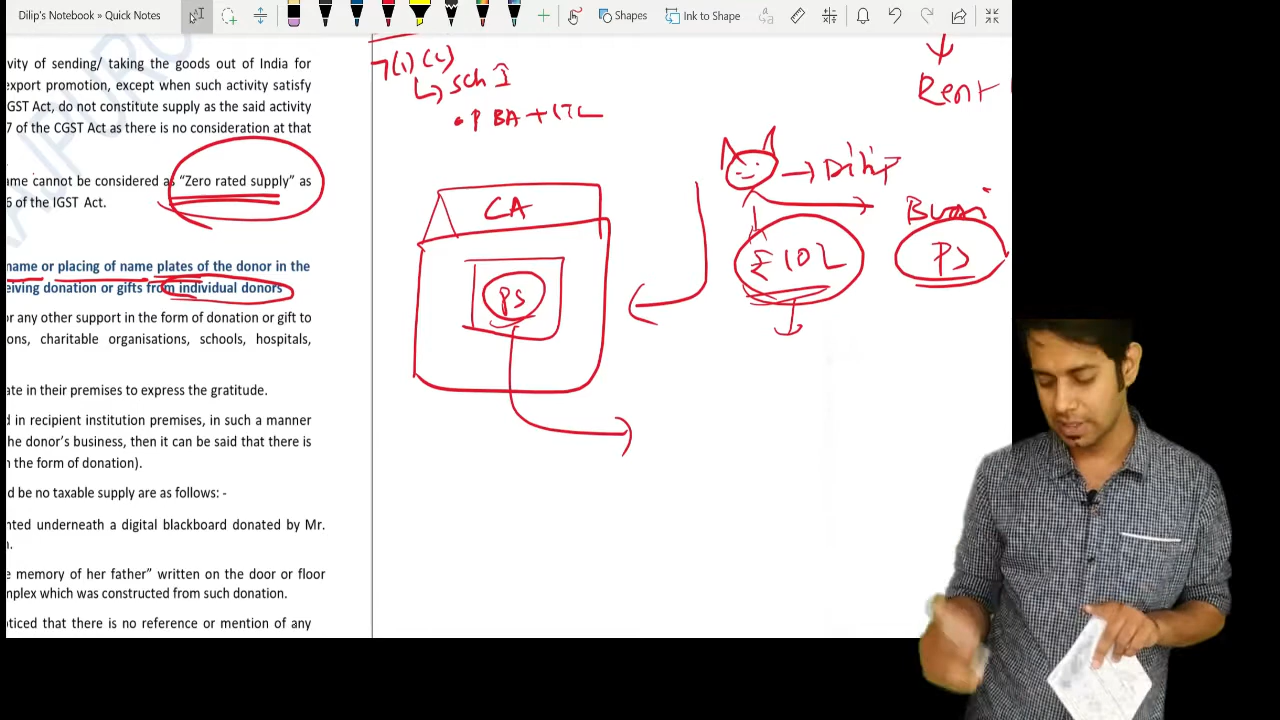 Dilip's Notebook » Quick Notes
Shapes
Ink to Shape
vity of sending/ taking the goods out of India for
export promotion, except when such activity satisfy
GST Act, do not constitute supply as the said activity
7 of the CGST Act as there is no consideration at that
ame cannot be considered as “Zero rated supply” as
6 of the IGST Act.
name or placing of name plates of the donor in the
eiving donation or gifts from individual donors
or any other support in the form of donation or gift to
ons, charitable organisations, schools, hospitals,
ate in their premises to express the gratitude.
d in recipient institution premises, in such a manner
he donor’s business, then it can be said that there is
n the form of donation).
d be no taxable supply are as follows: -
nted underneath a digital blackboard donated by Mr.
n.
e memory of her father” written on the door or floor
mplex which was constructed from such donation.
oticed that there is no reference or mention of any
7(1)(c)
Sch I
• P BA + ITC
Rent
Dilip
CA
PS
₹10L
PS